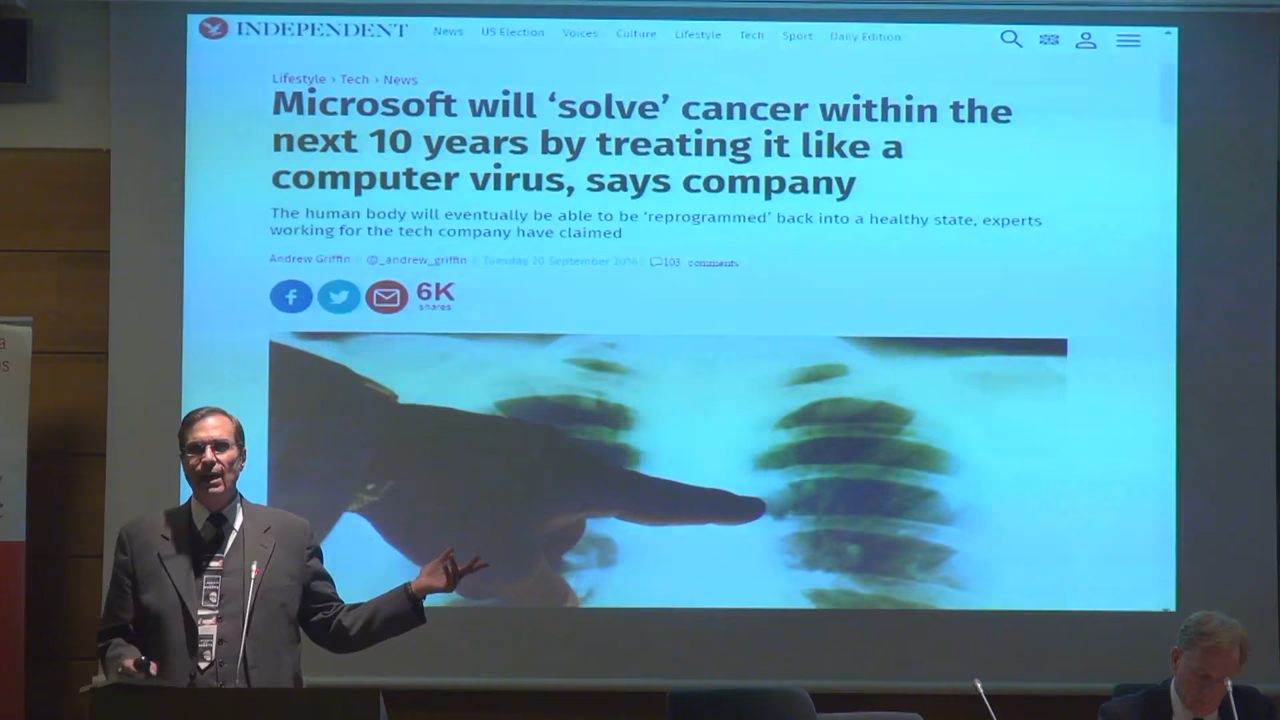 INDEPENDENT
News US Election Voices Culture Lifestyle Tech Sport Daily Edition
Lifestyle › Tech › News
Microsoft will ‘solve’ cancer within the
next 10 years by treating it like a
computer virus, says company
The human body will eventually be able to be ‘reprogrammed’ back into a healthy state, experts
working for the tech company have claimed
Andrew Griffin @_andrew_griffin Tuesday 20 September 2016 103 comments
6K
shares